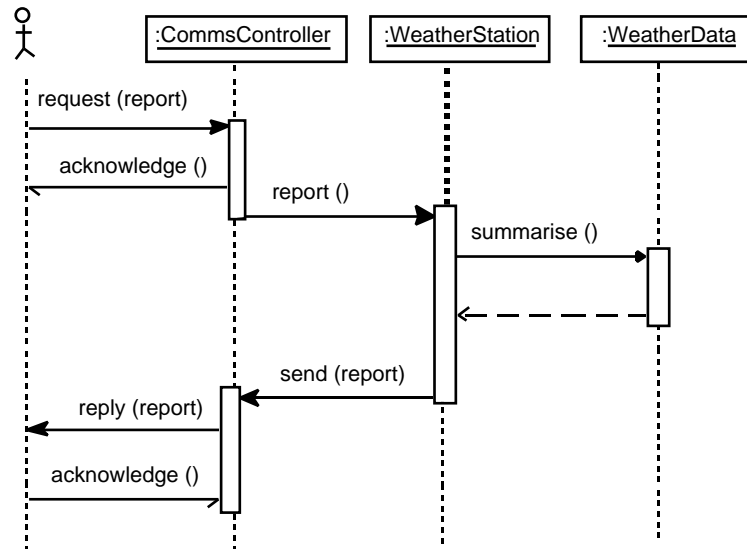 :CommsController
:WeatherStation
:WeatherData
request (report)
acknowledge ()
report ()
summarise ()
send (report)
reply (report)
acknowledge ()